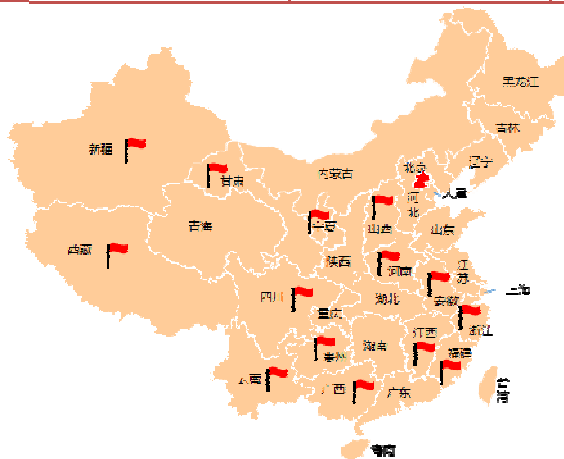 黑龙江
吉林
辽宁
北京
天津
内蒙古
新疆
甘肃
河北
宁夏
山西
山东
青海
西藏
陕西
河南
江苏
上海
四川
重庆
湖北
安徽
浙江
贵州
湖南
江西
福建
云南
广西
广东
台湾
海南